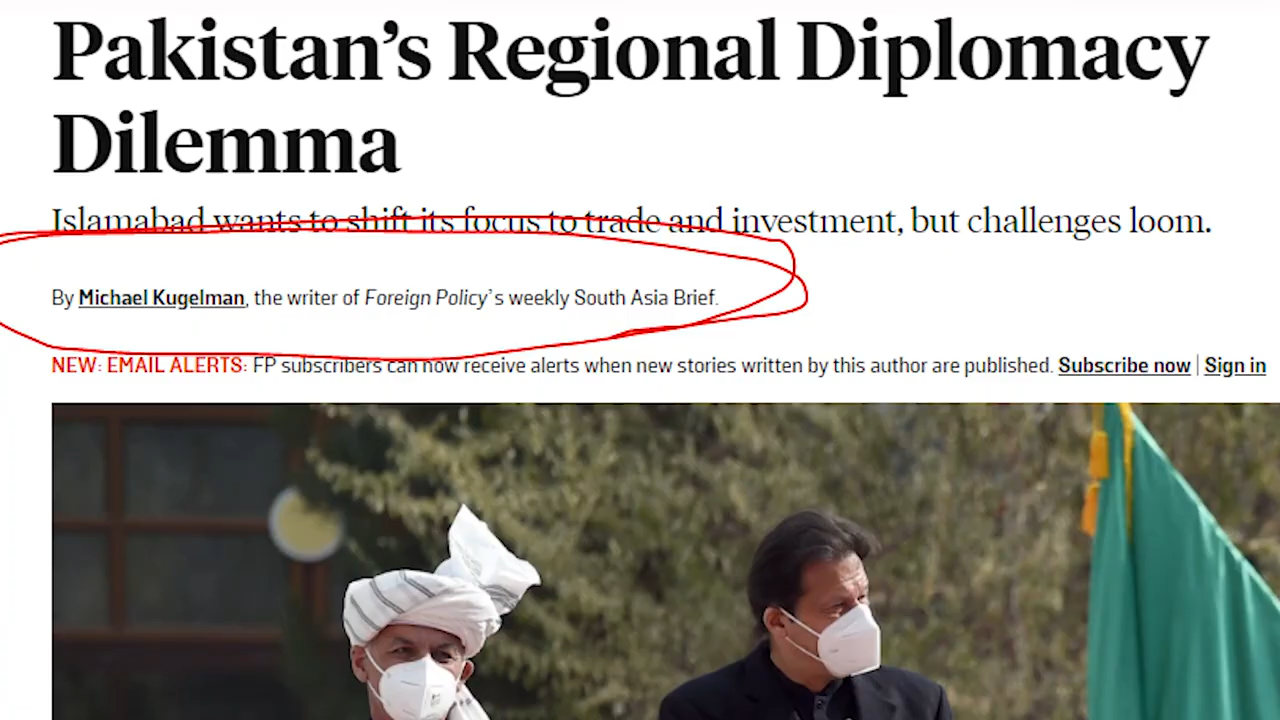 Pakistan’s Regional Diplomacy
Dilemma
Islamabad wants to shift its focus to trade and investment, but challenges loom.
By Michael Kugelman, the writer of Foreign Policy’s weekly South Asia Brief.
NEW: EMAIL ALERTS: FP subscribers can now receive alerts when new stories written by this author are published. Subscribe now | Sign in